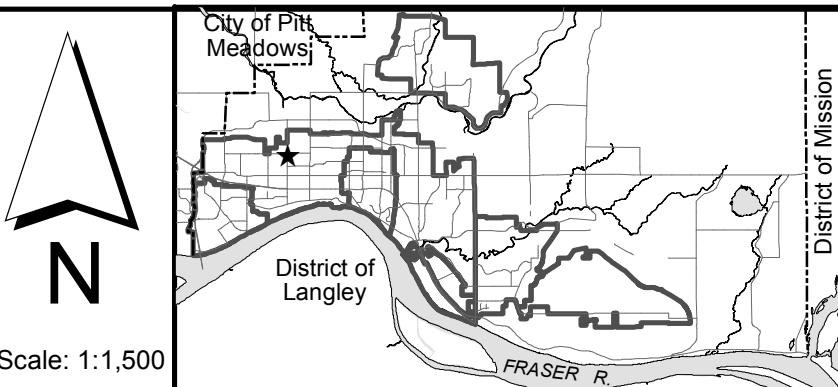 City of Pitt
Meadows
District of Mission
District of
Langley
FRASER R.
N
Scale: 1:1,500